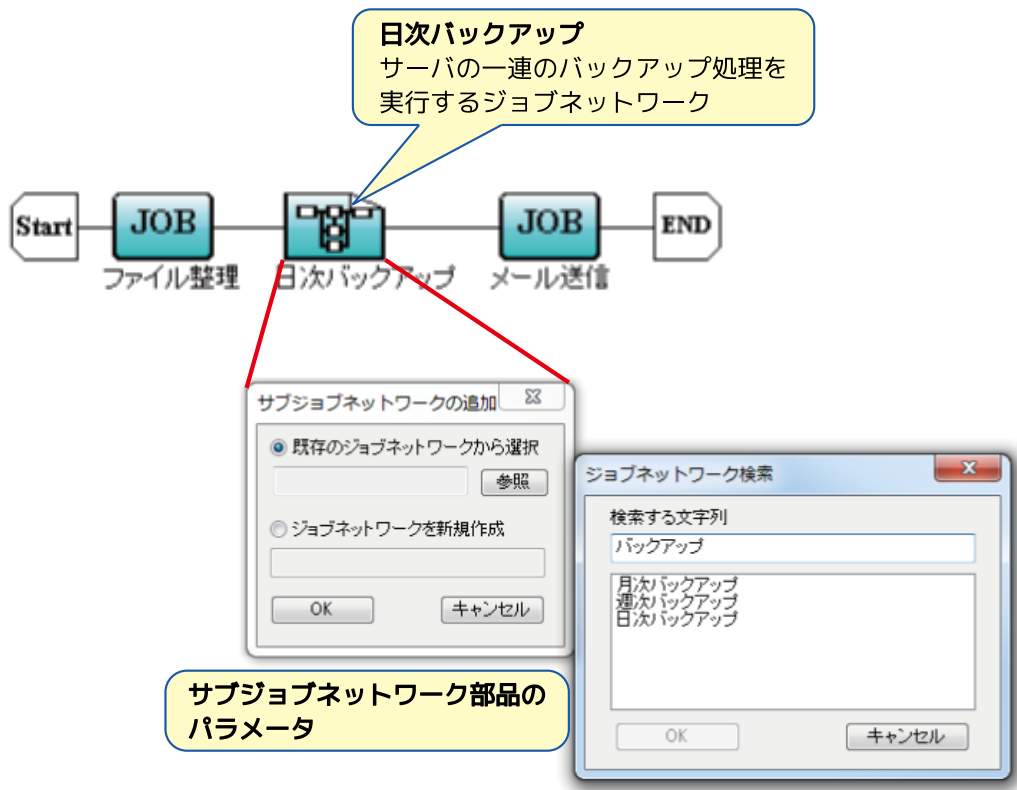 日次バックアップ
サーバの一連のバックアップ処理を
実行するジョブネットワーク
Start
JOB
JOB
END
ファイル整理
日次バックアップ
メール送信
サブジョブネットワークの追加
既存のジョブネットワークから選択
参照
ジョブネットワークを新規作成
OK
キャンセル
ジョブネットワーク検索
検索する文字列
バックアップ
月次バックアップ
週次バックアップ
日次バックアップ
OK
キャンセル
サブジョブネットワーク部品の
パラメータ